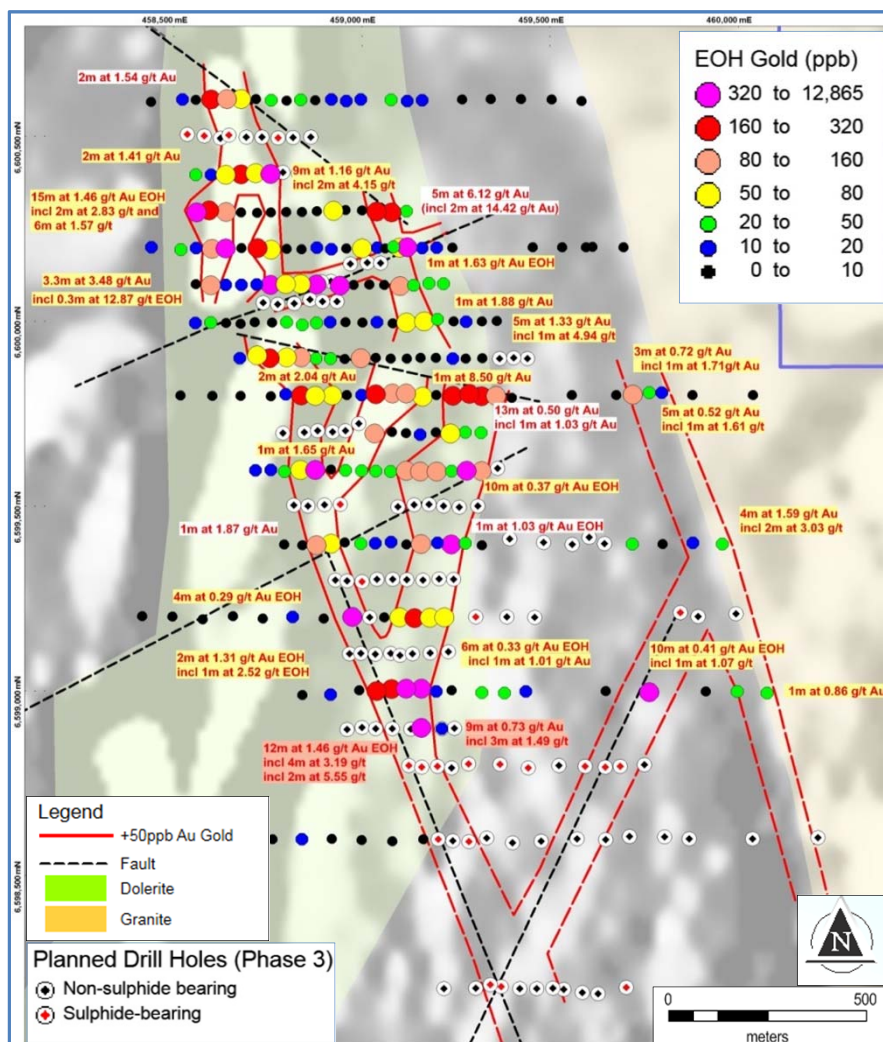 458,500 mE
459,000 mE
459,500 mE
460,000 mE
6,600,500 mN
6,600,000 mN
6,599,500 mN
6,599,000 mN
6,598,500 mN
EOH Gold (ppb)
320 to 12,865
160 to 320
80 to 160
50 to 80
20 to 50
10 to 20
0 to 10
2m at 1.54 g/t Au
2m at 1.41 g/t Au
9m at 1.16 g/t Au
incl 2m at 4.15 g/t
15m at 1.46 g/t Au EOH
incl 2m at 2.83 g/t and
6m at 1.57 g/t
5m at 6.12 g/t Au
(incl 2m at 14.42 g/t Au)
1m at 1.63 g/t Au EOH
3.3m at 3.48 g/t Au
incl 0.3m at 12.87 g/t EOH
1m at 1.88 g/t Au
5m at 1.33 g/t Au
incl 1m at 4.94 g/t
3m at 0.72 g/t Au
incl 1m at 1.71g/t Au
2m at 2.04 g/t Au
1m at 8.50 g/t Au
13m at 0.50 g/t Au
incl 1m at 1.03 g/t Au
5m at 0.52 g/t Au
incl 1m at 1.61 g/t
1m at 1.65 g/t Au
10m at 0.37 g/t Au EOH
1m at 1.87 g/t Au
1m at 1.03 g/t Au EOH
4m at 1.59 g/t Au
incl 2m at 3.03 g/t
4m at 0.29 g/t Au EOH
2m at 1.31 g/t Au EOH
incl 1m at 2.52 g/t EOH
6m at 0.33 g/t Au EOH
incl 1m at 1.01 g/t Au
10m at 0.41 g/t Au EOH
incl 1m at 1.07 g/t
1m at 0.86 g/t Au
12m at 1.46 g/t Au EOH
incl 4m at 3.19 g/t
incl 2m at 5.55 g/t
9m at 0.73 g/t Au
incl 3m at 1.49 g/t
Legend
+50ppb Au Gold
Fault
Dolerite
Granite
Planned Drill Holes (Phase 3)
Non-sulphide bearing
Sulphide-bearing
N
0 500
meters